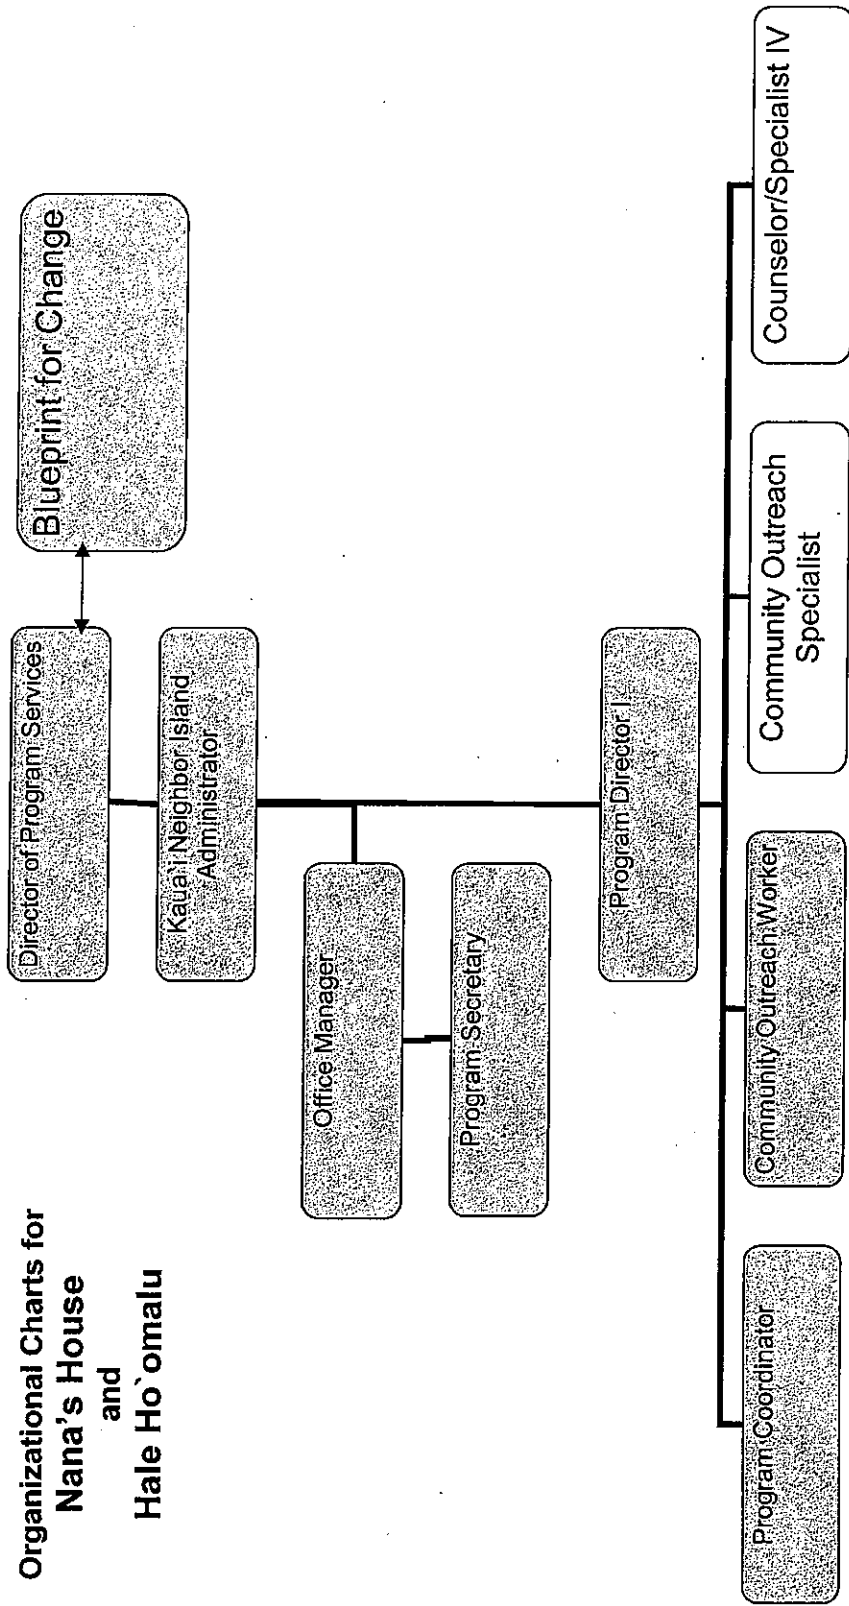 Organizational Charts for
Nana's House
and
Hale Ho`omalu
Director of Program Services
Blueprint for Change
Kaua`i Neighbor Island
Administrator
Office Manager
Program Secretary
Program Director I
Program Coordinator
Community Outreach Worker
Community Outreach
Specialist
Counselor/Specialist IV